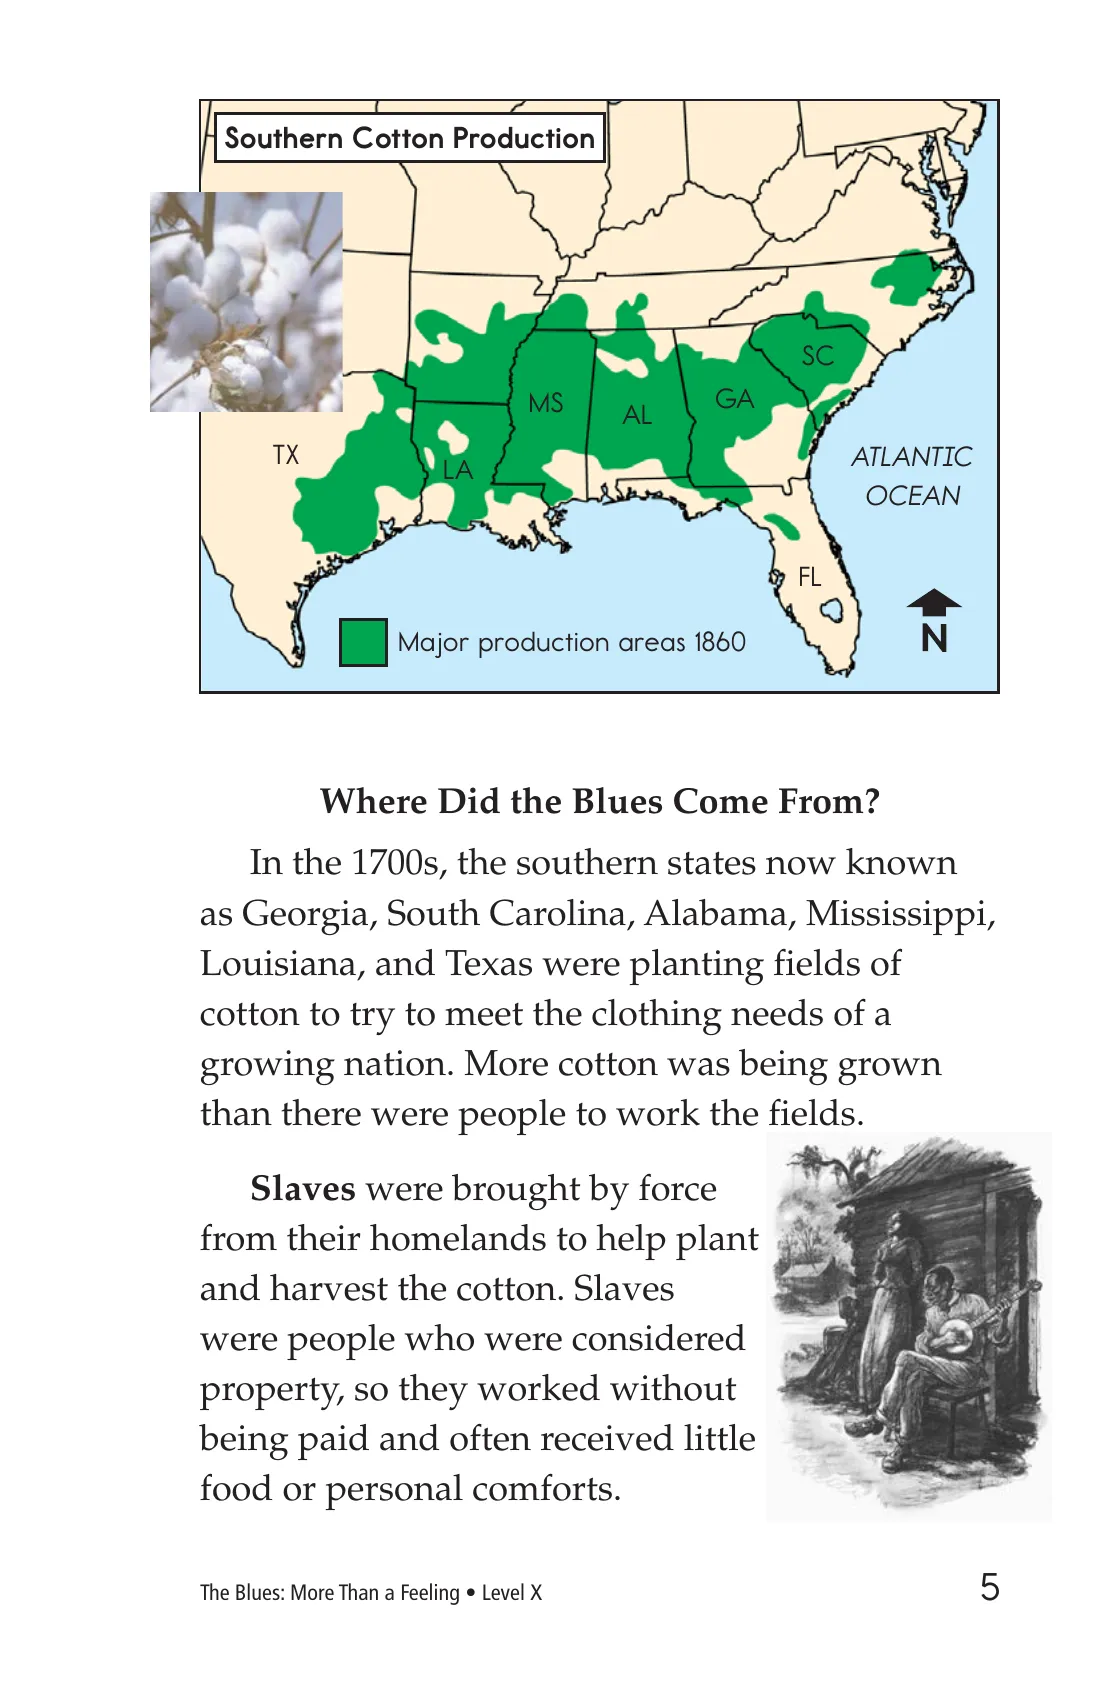 Southern Cotton Production
SC
MS
GA
AL
TX
LA
ATLANTIC
OCEAN
FL
N
Major production areas 1860
Where Did the Blues Come From?
In the 1700s, the southern states now known
as Georgia, South Carolina, Alabama, Mississippi,
Louisiana, and Texas were planting fields of
cotton to try to meet the clothing needs of a
growing nation. More cotton was being grown
than there were people to work the fields.
Slaves were brought by force
from their homelands to help plant
and harvest the cotton. Slaves
were people who were considered
property, so they worked without
being paid and often received little
food or personal comforts.
The Blues: More Than a Feeling • Level X
5